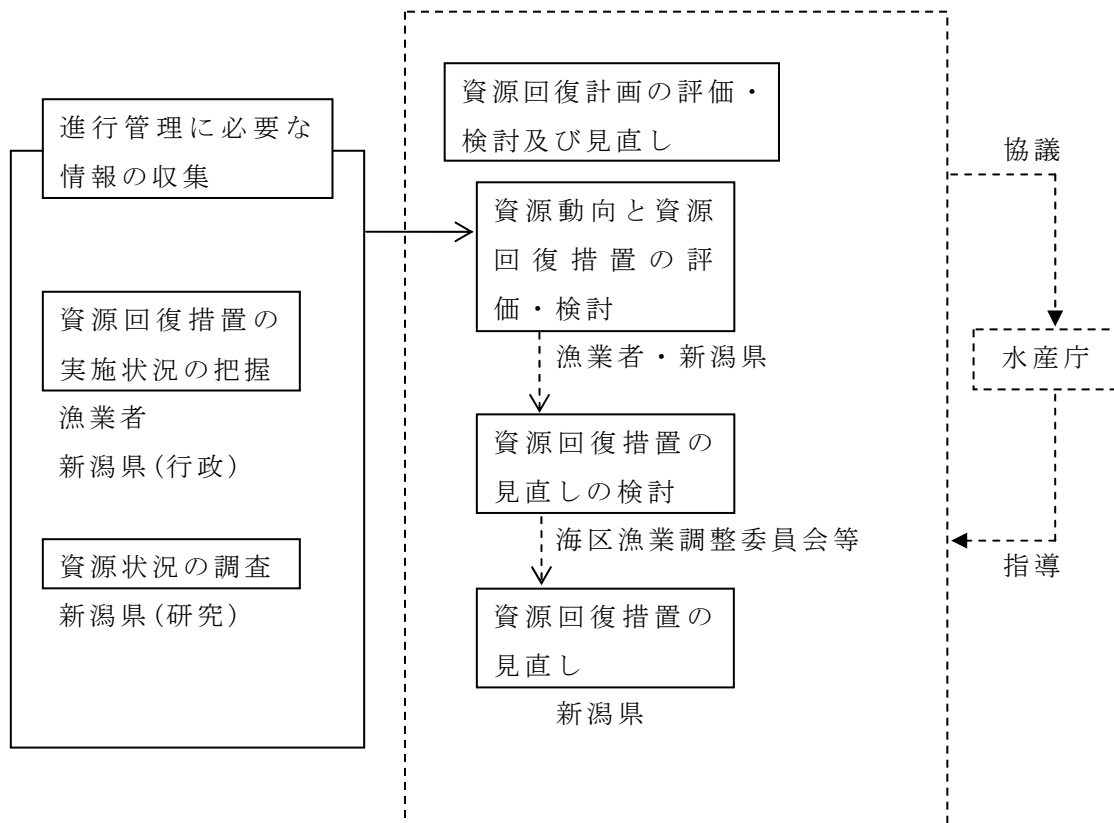 進行管理に必要な
情報の収集
資源回復措置の
実施状況の把握
漁業者
新潟県(行政)
資源状況の調査
新潟県(研究)
資源回復計画の評価・
検討及び見直し
資源動向と資源
回復措置の評
価・検討
漁業者・新潟県
資源回復措置の
見直しの検討
海区漁業調整委員会等
資源回復措置の
見直し
新潟県
協議
水産庁
指導